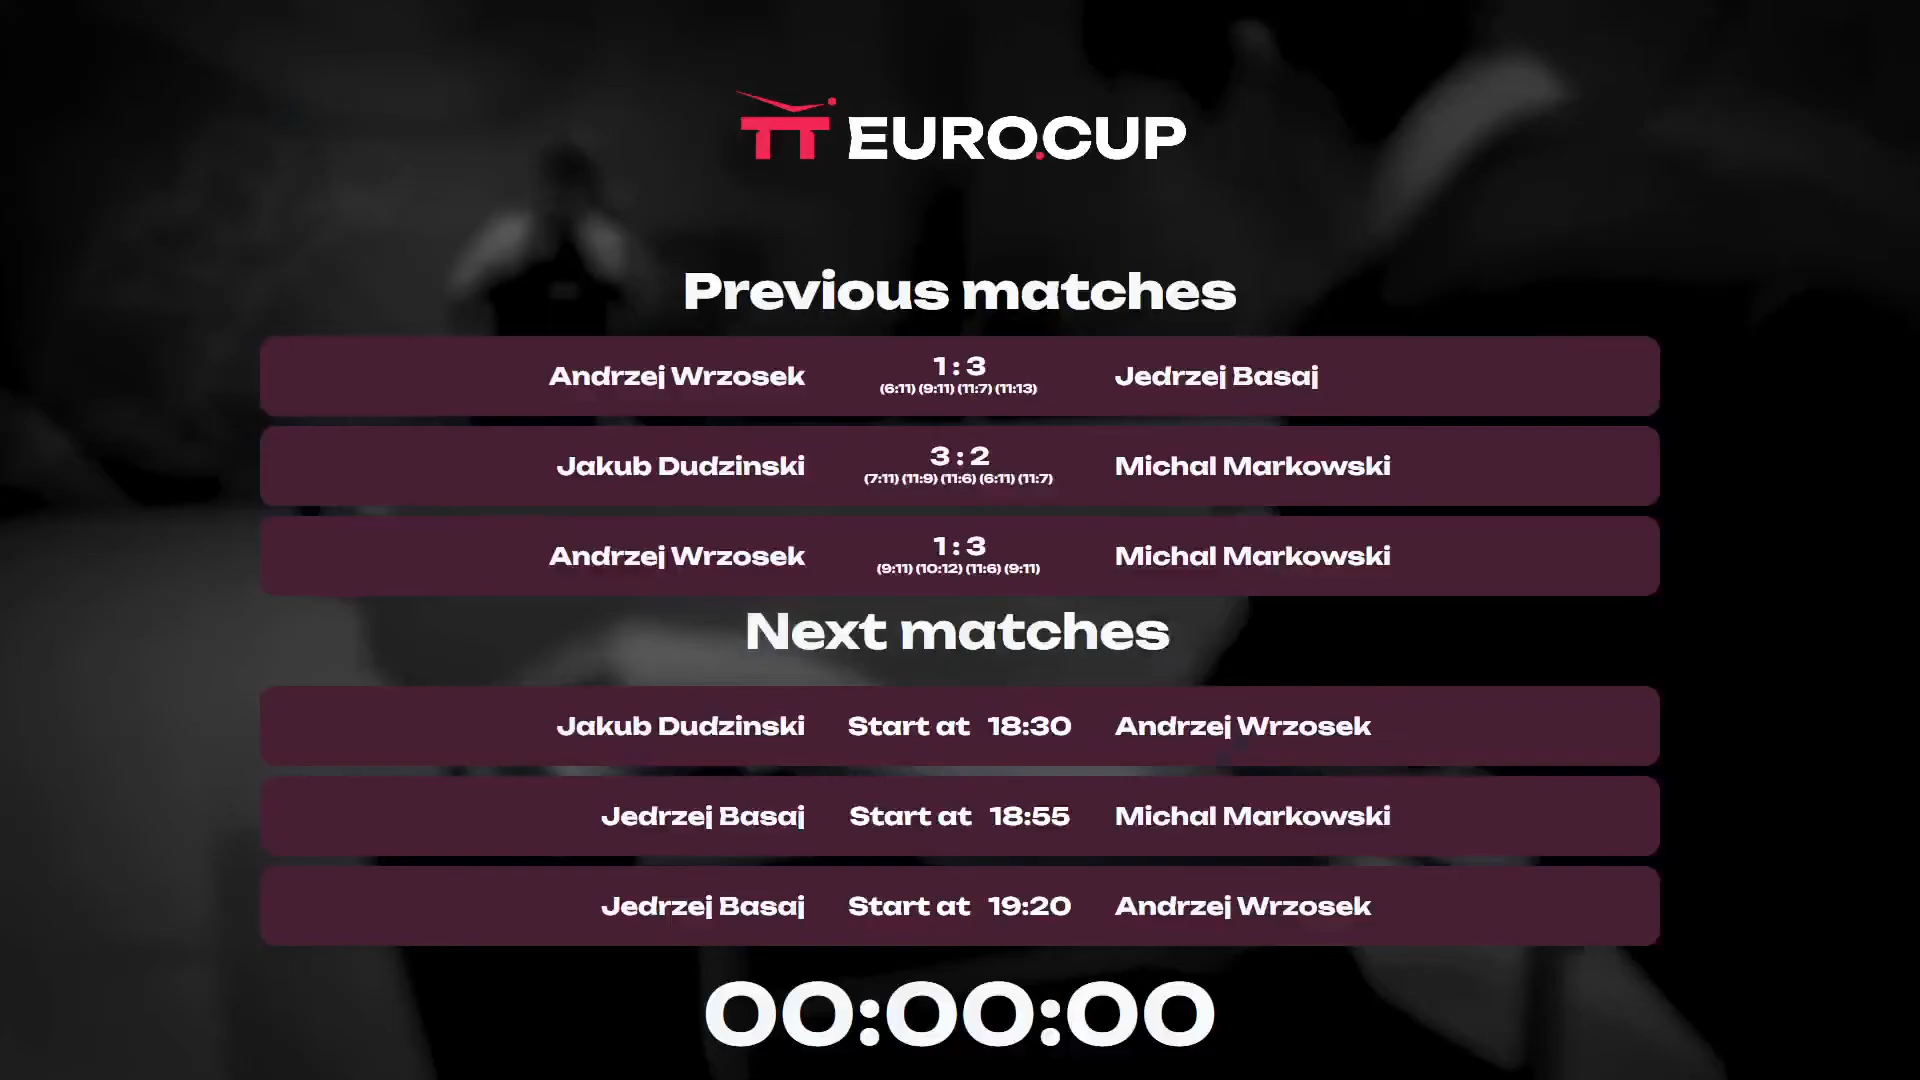 EURO.CUP
Previous matches
Andrzej Wrzosek 1 : 3 Jedrzej Basaj
(6:11) (9:11) (11:7) (11:13)
Jakub Dudzinski 3 : 2 Michal Markowski
(7:11) (11:9) (11:6) (6:11) (11:7)
Andrzej Wrzosek 1 : 3 Michal Markowski
(9:11) (10:12) (11:6) (9:11)
Next matches
Jakub Dudzinski Start at 18:30 Andrzej Wrzosek
Jedrzej Basaj Start at 18:55 Michal Markowski
Jedrzej Basaj Start at 19:20 Andrzej Wrzosek
00:00:00